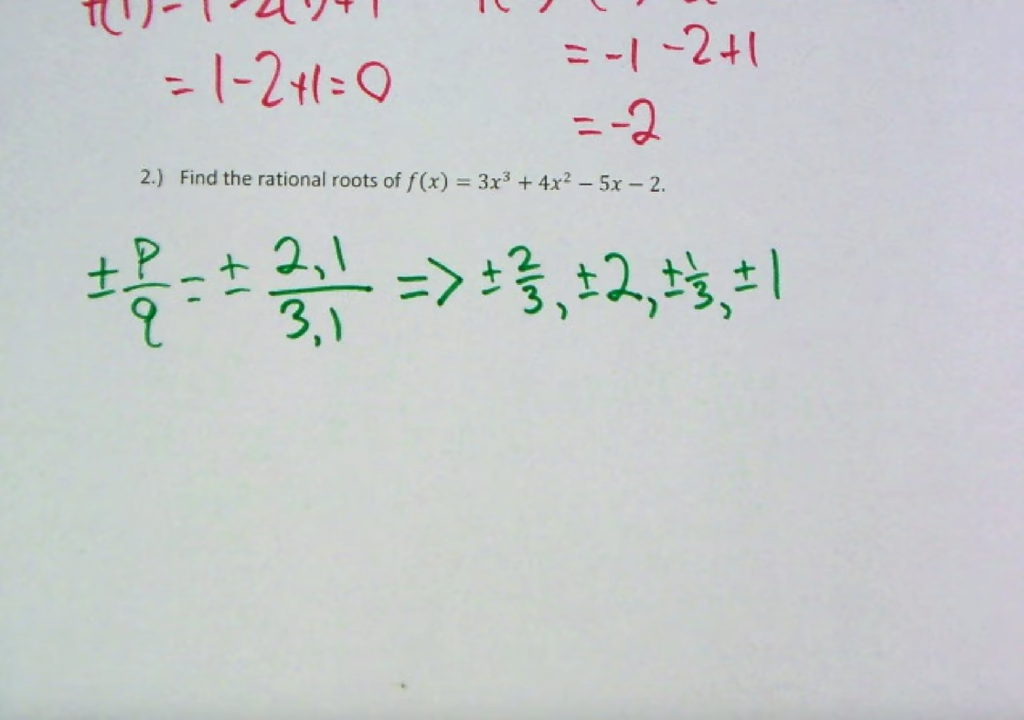 = 1-2+1=0
= -1 -2+1
= -2
2.) Find the rational roots of f(x) = 3x³ + 4x² − 5x − 2.
± p/q = ± 2,1/3,1 => ± 2/3, ±2, ± 1/3, ± 1